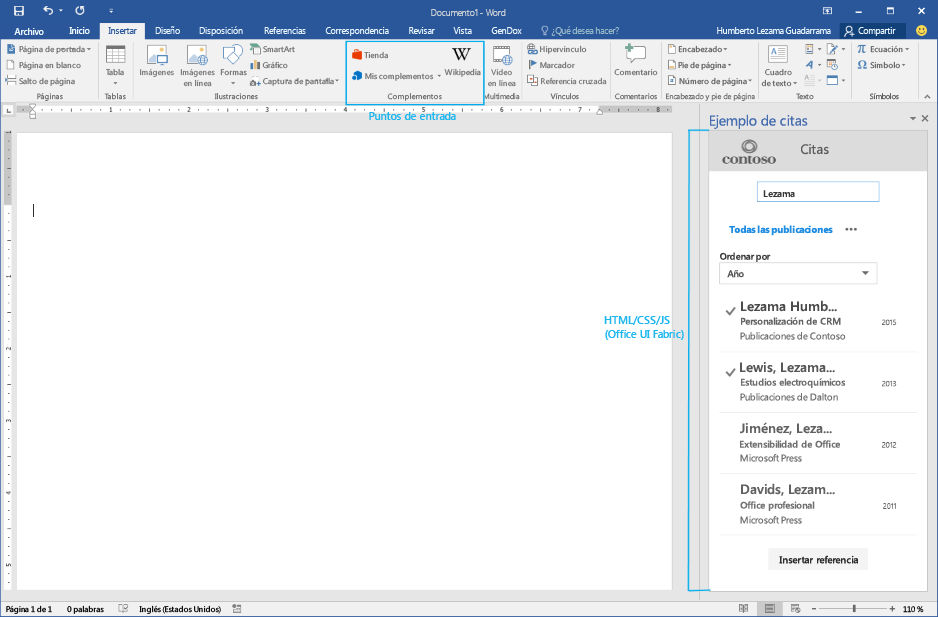 Documento1 - Word
Archivo Inicio Insertar Diseño Disposición Referencias Correspondencia Revisar Vista GenDox ¿Qué desea hacer? Humberto Lezama Guadarrama Compartir
Página de portada
Página en blanco
Salto de página
Páginas
Tabla
Tablas
Imágenes
Imágenes
en línea
Formas
SmartArt
Gráfico
Captura de pantalla
Ilustraciones
Tienda
Mis complementos
Wikipedia
Complementos
Video
en línea
Multimedia
Hipervínculo
Marcador
Referencia cruzada
Vínculos
Comentario
Comentarios
Encabezado
Pie de página
Número de página
Encabezado y pie de página
Cuadro
de texto
Texto
Ecuación
Símbolo
Símbolos
Puntos de entrada
Ejemplo de citas
contoso Citas
Lezama
Todas las publicaciones
Ordenar por
Año
HTML/CSS/JS
(Office UI Fabric)
Lezama Humb...
Personalización de CRM 2015
Publicaciones de Contoso
Lewis, Lezama...
Estudios electroquímicos 2013
Publicaciones de Dalton
Jiménez, Leza...
Extensibilidad de Office 2012
Microsoft Press
Davids, Lezam...
Office profesional 2011
Microsoft Press
Insertar referencia
Página 1 de 1 0 palabras Inglés (Estados Unidos) 110 %